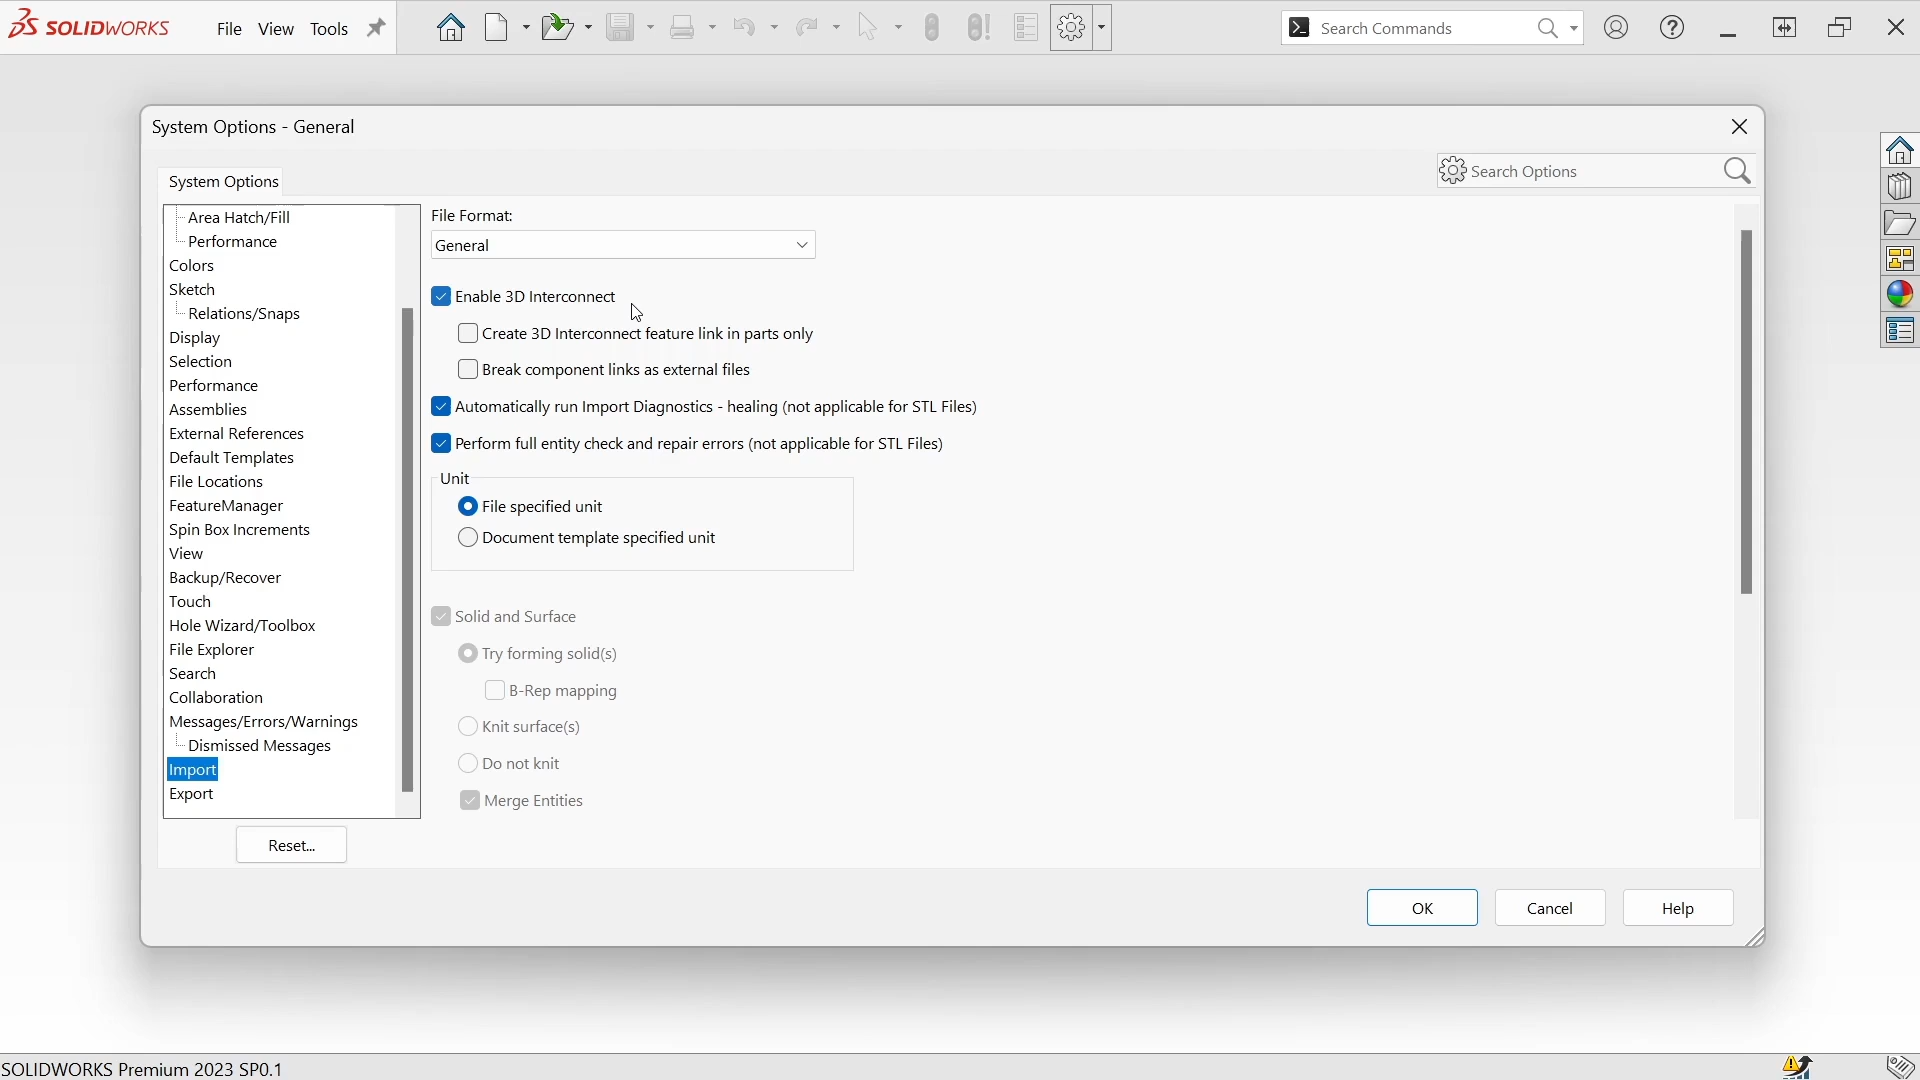 SOLIDWORKS File View Tools Search Commands
System Options - General
System Options Search Options
Area Hatch/Fill
Performance
Colors
Sketch
Relations/Snaps
Display
Selection
Performance
Assemblies
External References
Default Templates
File Locations
FeatureManager
Spin Box Increments
View
Backup/Recover
Touch
Hole Wizard/Toolbox
File Explorer
Search
Collaboration
Messages/Errors/Warnings
Dismissed Messages
Import
Export
Reset...
File Format:
General
Enable 3D Interconnect
Create 3D Interconnect feature link in parts only
Break component links as external files
Automatically run Import Diagnostics - healing (not applicable for STL Files)
Perform full entity check and repair errors (not applicable for STL Files)
Unit
File specified unit
Document template specified unit
Solid and Surface
Try forming solid(s)
B-Rep mapping
Knit surface(s)
Do not knit
Merge Entities
OK Cancel Help
SOLIDWORKS Premium 2023 SP0.1